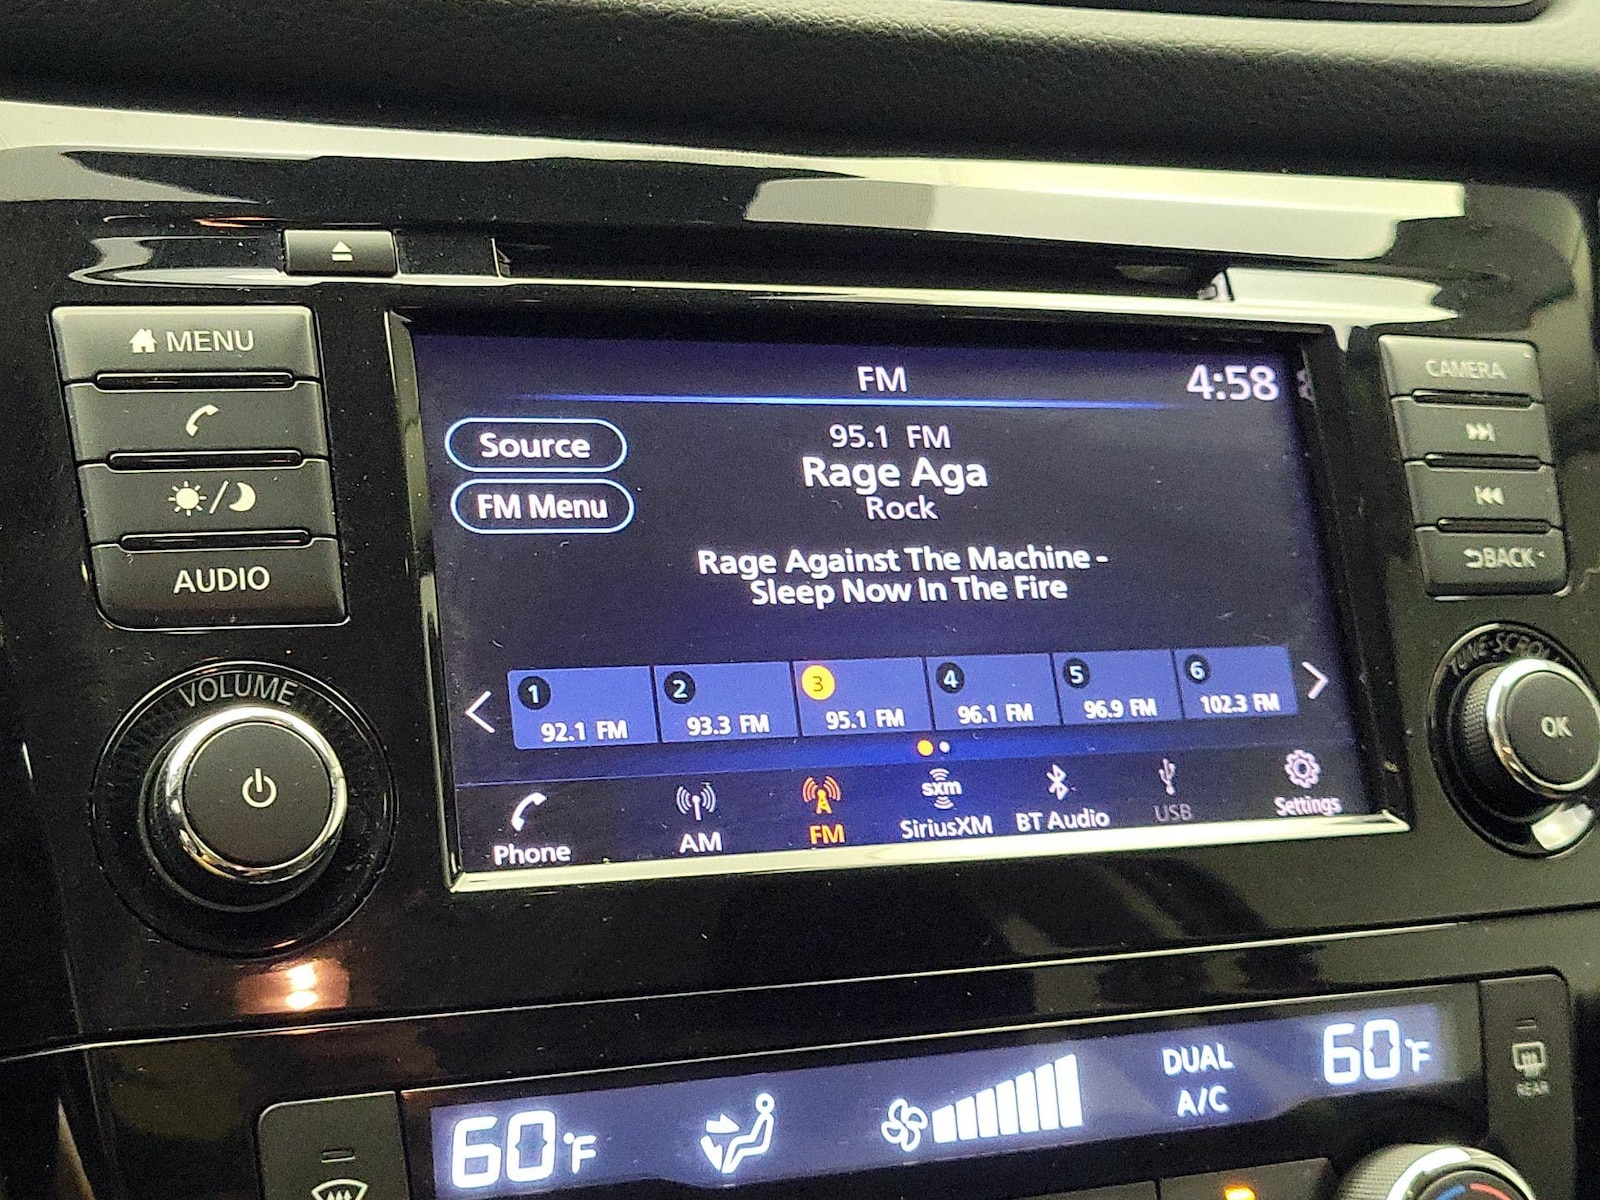 MENU
AUDIO
VOLUME
FM
4:58
Source
FM Menu
95.1 FM
Rage Aga
Rock
Rage Against The Machine -
Sleep Now In The Fire
1
92.1 FM
2
93.3 FM
3
95.1 FM
4
96.1 FM
5
96.9 FM
6
102.3 FM
Phone
AM
FM
sxm
SiriusXM
BT Audio
USB
Settings
CAMERA
BACK
TUNE·SCROLL
OK
60°F
DUAL
A/C
60°F
REAR